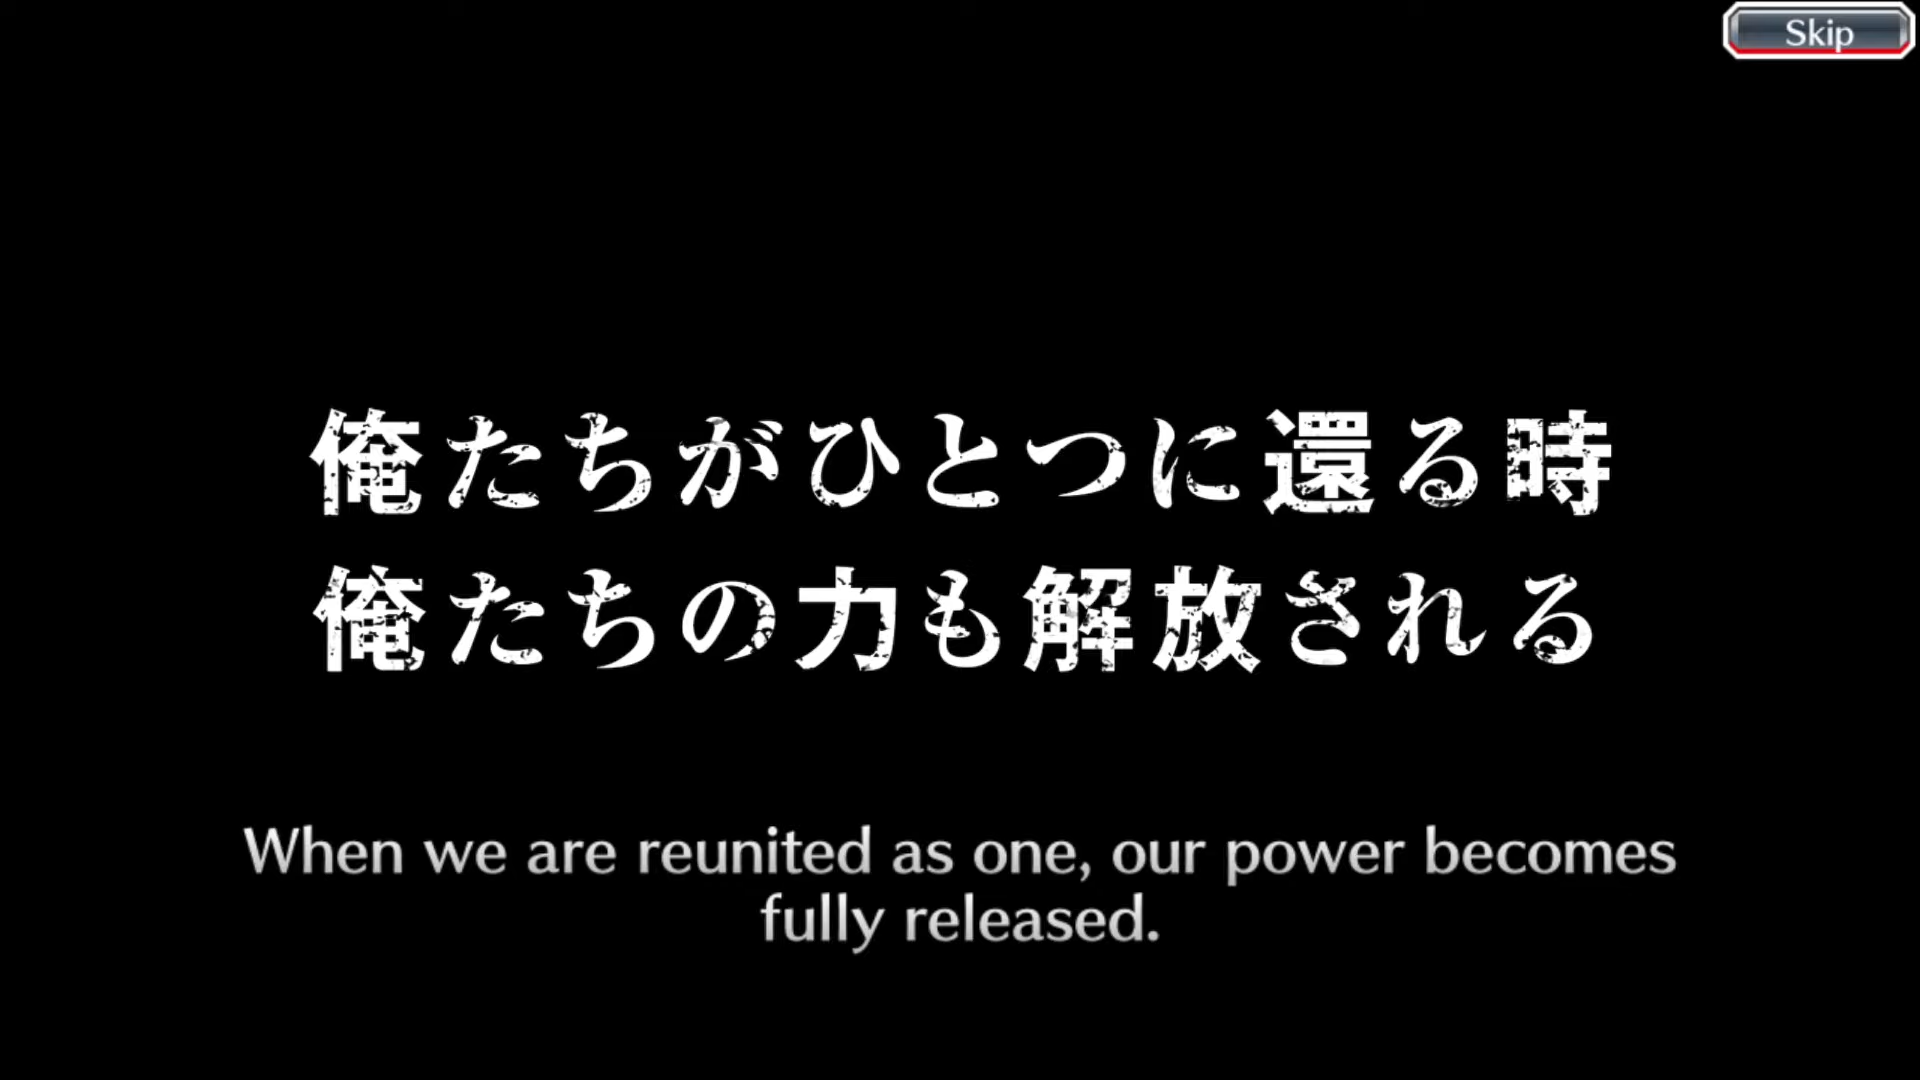 Skip
俺たちがひとつに還る時
俺たちの力も解放される
When we are reunited as one, our power becomes
fully released.